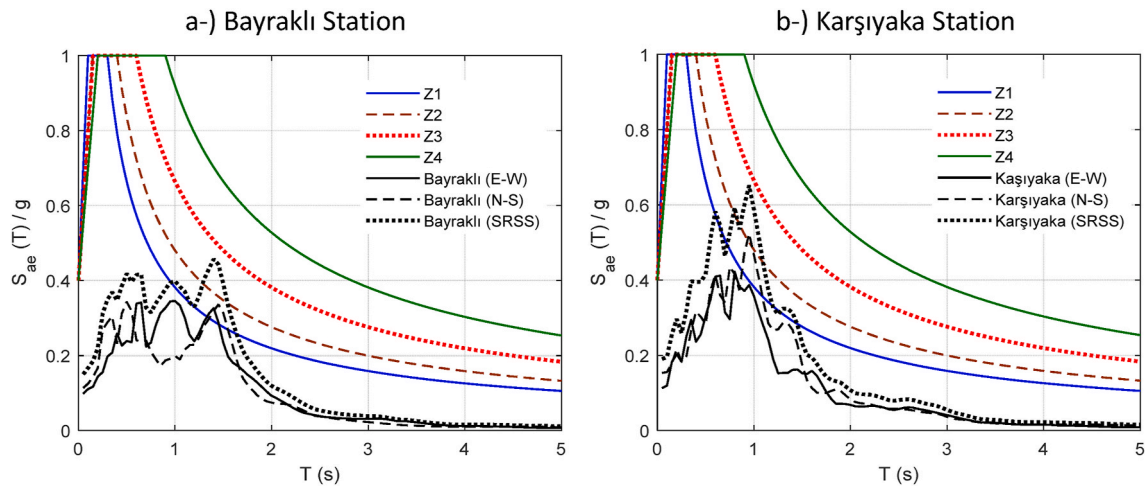 a-) Bayraklı Station
1
0.8
0.6
0.4
0.2
0
S_ae (T) / g
0 1 2 3 4 5
T (s)
Z1
Z2
Z3
Z4
Bayraklı (E-W)
Bayraklı (N-S)
Bayraklı (SRSS)
b-) Karşıyaka Station
1
0.8
0.6
0.4
0.2
0
S_ae (T) / g
0 1 2 3 4 5
T (s)
Z1
Z2
Z3
Z4
Kaşıyaka (E-W)
Karşıyaka (N-S)
Karşıyaka (SRSS)